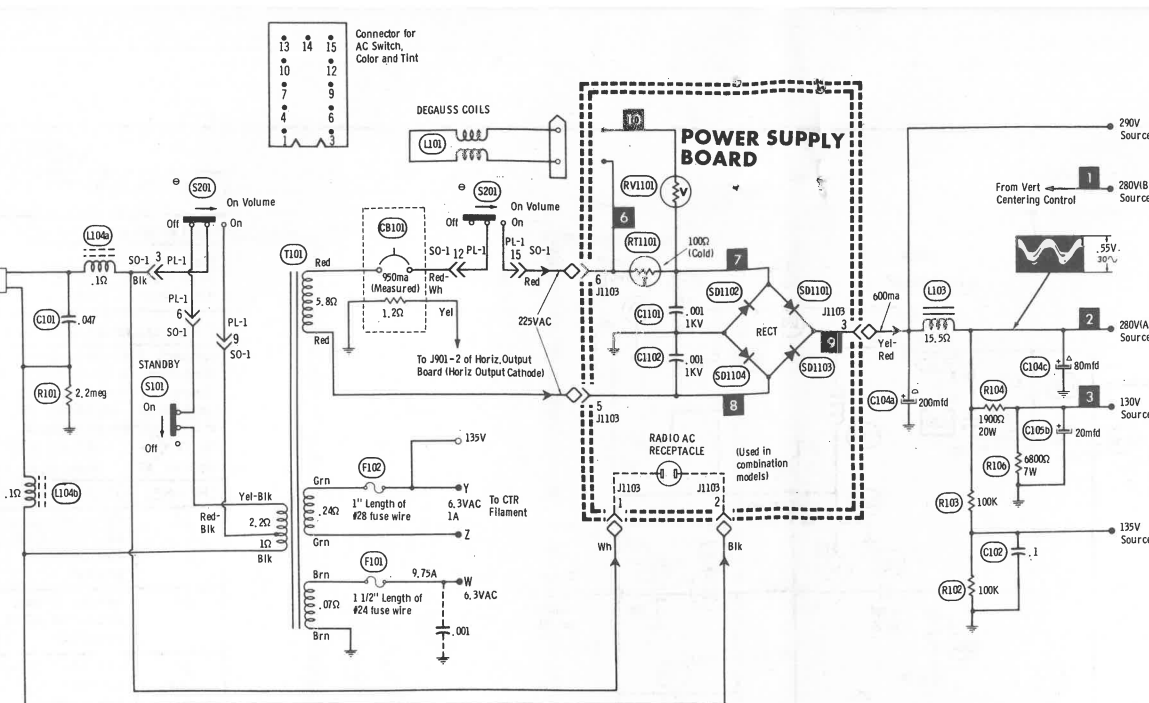 Connector for
AC Switch,
Color and Tint
13 14 15
10 12
7 9
4 6
1 3
DEGAUSS COILS
L101
10
POWER SUPPLY
BOARD
RV1101
V
6
RT1101
100Ω
(Cold)
7
290V
Source
1
From Vert
Centering Control
280V(B
Source
.55V
30∿
S201
On Volume
Off On
L104a
.1Ω
SO-1 3 PL-1
Blk
C101 .047
PL-1
6
SO-1
PL-1
9
SO-1
STANDBY
S101
On
Off
R101 2.2meg
.1Ω
L104b
Yel-Blk
Red-
Blk
2.2Ω
1Ω
Blk
T101
Red
5.8Ω
Red
CB101
950ma
(Measured)
1.2Ω
Yel
SO-1 12 PL-1
Red-
Wh
S201
On Volume
Off On
PL-1
15 SO-1
Red
225VAC
To J901-2 of Horiz. Output
Board (Horiz Output Cathode)
6
J1103
5
J1103
C1101 .001
1KV
C1102 .001
1KV
SD1102
SD1101
RECT
SD1104
SD1103
8
9
J1103
3
600ma
Yel-
Red
L103
15.5Ω
2
280V(A
Source
C104a 200mfd
C104c 80mfd
R104
1900Ω
20W
3
130V
Source
C105b 20mfd
R106
6800Ω
7W
R103 100K
135V
Source
C102 .1
R102 100K
RADIO AC
RECEPTACLE
(Used in
combination
models)
J1103
1
J1103
2
Wh
Blk
135V
Grn
F102
Y
.24Ω
1" Length of
#28 fuse wire
6.3VAC
1A
To CTR
Filament
Grn
Z
Brn
F101
9.75A
W
6.3VAC
.07Ω
1 1/2" Length of
#24 fuse wire
Brn
.001